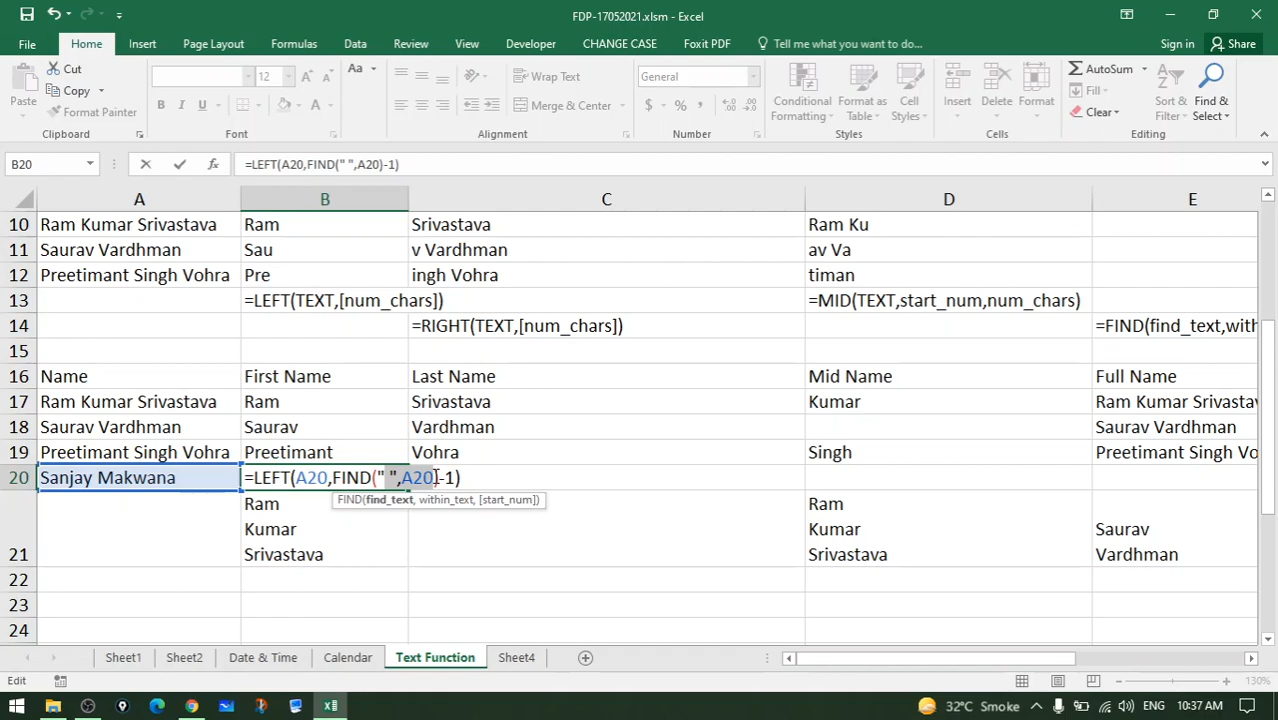 FDP-17052021.xlsm - Excel
File Home Insert Page Layout Formulas Data Review View Developer CHANGE CASE Foxit PDF Tell me what you want to do... Sign in Share
Cut
Copy
Format Painter
Paste
Clipboard
12
Font
Aa
Wrap Text
Merge & Center
Alignment
General
$ % ,
Number
Conditional Formatting
Format as Table
Cell Styles
Styles
Insert
Delete
Format
Cells
AutoSum
Fill
Clear
Sort & Filter
Find & Select
Editing
B20 fx =LEFT(A20,FIND(" ",A20)-1)
A B C D E
10 Ram Kumar Srivastava Ram Srivastava Ram Ku
11 Saurav Vardhman Sau v Vardhman av Va
12 Preetimant Singh Vohra Pre ingh Vohra timan
13 =LEFT(TEXT,[num_chars]) =MID(TEXT,start_num,num_chars)
14 =RIGHT(TEXT,[num_chars]) =FIND(find_text,with
15
16 Name First Name Last Name Mid Name Full Name
17 Ram Kumar Srivastava Ram Srivastava Kumar Ram Kumar Srivastav
18 Saurav Vardhman Saurav Vardhman Saurav Vardhman
19 Preetimant Singh Vohra Preetimant Vohra Singh Preetimant Singh Vo
20 Sanjay Makwana =LEFT(A20,FIND(" ",A20)-1)
FIND(find_text, within_text, [start_num])
Ram Ram
Kumar Kumar Saurav
21 Srivastava Srivastava Vardhman
22
23
24
Sheet1 Sheet2 Date & Time Calendar Text Function Sheet4
Edit 130%
32°C Smoke ENG 10:37 AM